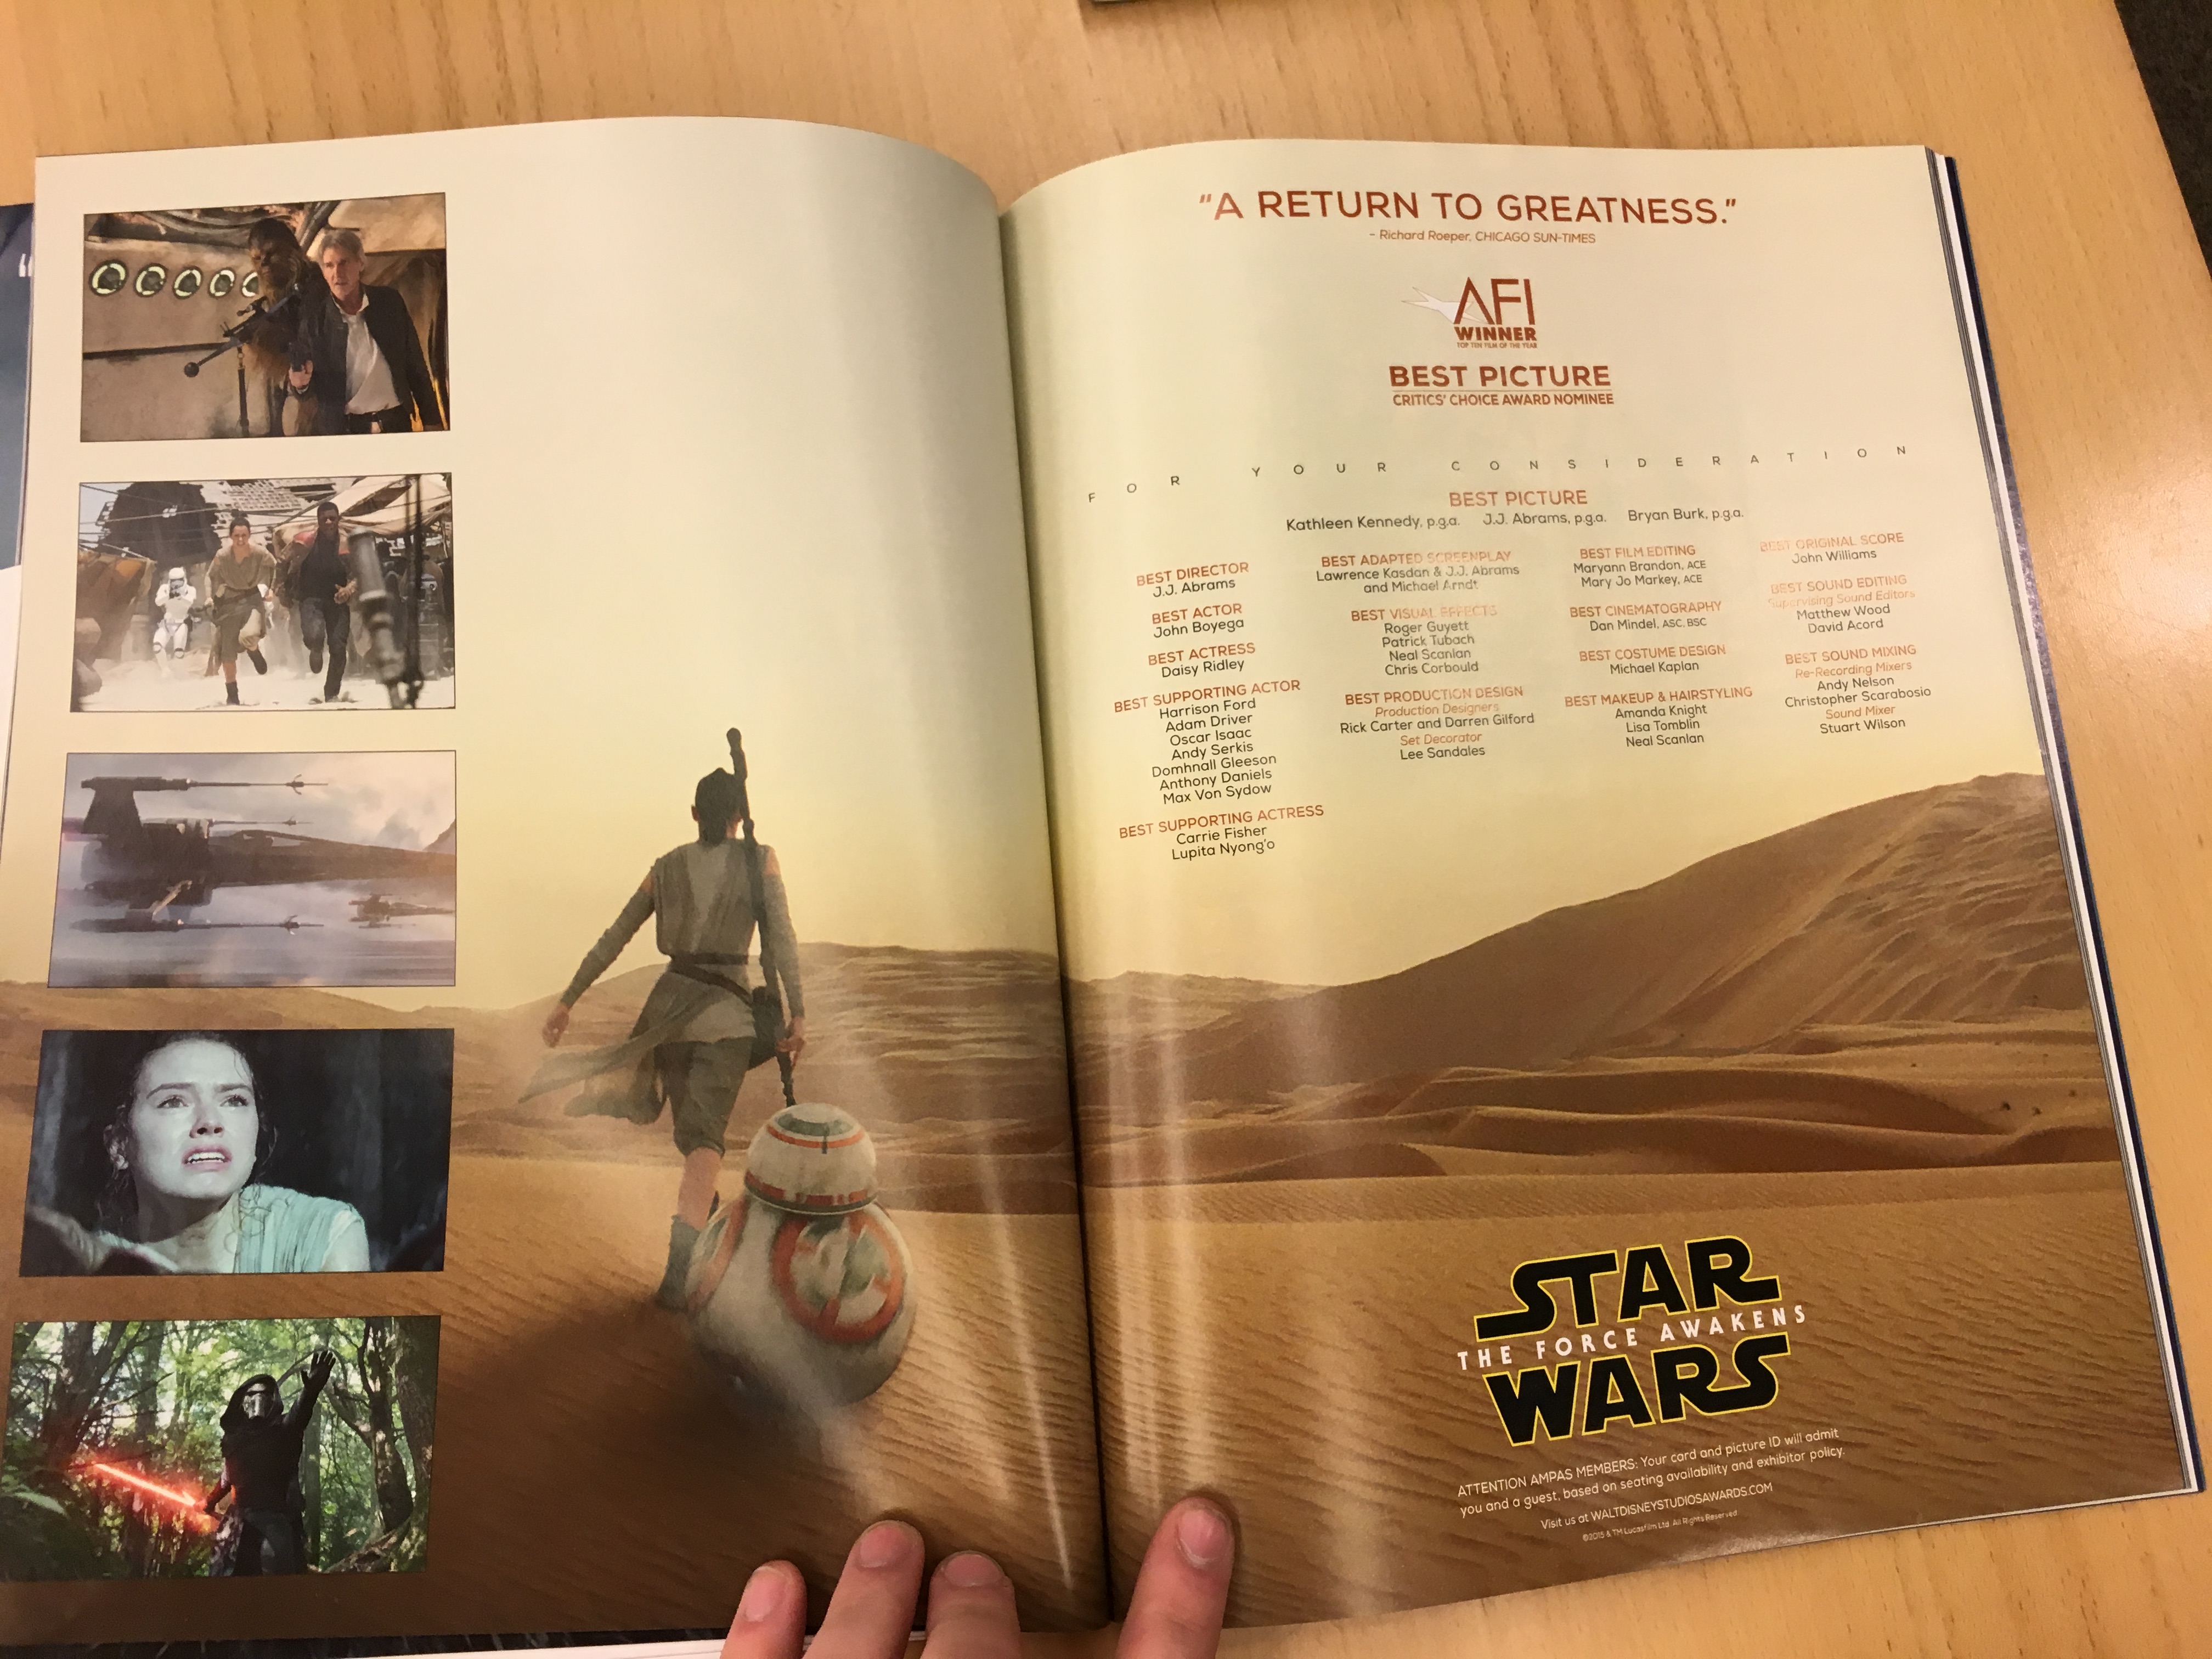 "A RETURN TO GREATNESS."
– Richard Roeper, CHICAGO SUN-TIMES
AFI
WINNER
TOP TEN FILM OF THE YEAR
BEST PICTURE
CRITICS' CHOICE AWARD NOMINEE
FOR YOUR CONSIDERATION
BEST PICTURE
Kathleen Kennedy, p.g.a. J.J. Abrams, p.g.a. Bryan Burk, p.g.a.
BEST DIRECTOR
J.J. Abrams
BEST ACTOR
John Boyega
BEST ACTRESS
Daisy Ridley
BEST SUPPORTING ACTOR
Harrison Ford
Adam Driver
Oscar Isaac
Andy Serkis
Domhnall Gleeson
Anthony Daniels
Max Von Sydow
BEST SUPPORTING ACTRESS
Carrie Fisher
Lupita Nyong'o
BEST ADAPTED SCREENPLAY
Lawrence Kasdan & J.J. Abrams
and Michael Arndt
BEST VISUAL EFFECTS
Roger Guyett
Patrick Tubach
Neal Scanlan
Chris Corbould
BEST PRODUCTION DESIGN
Production Designers
Rick Carter and Darren Gilford
Set Decorator
Lee Sandales
BEST FILM EDITING
Maryann Brandon, ACE
Mary Jo Markey, ACE
BEST CINEMATOGRAPHY
Dan Mindel, ASC, BSC
BEST COSTUME DESIGN
Michael Kaplan
BEST MAKEUP & HAIRSTYLING
Amanda Knight
Lisa Tomblin
Neal Scanlan
BEST ORIGINAL SCORE
John Williams
BEST SOUND EDITING
Supervising Sound Editors
Matthew Wood
David Acord
BEST SOUND MIXING
Re-Recording Mixers
Andy Nelson
Christopher Scarabosio
Sound Mixer
Stuart Wilson
STAR
THE FORCE AWAKENS
WARS
ATTENTION AMPAS MEMBERS: Your card and picture ID will admit
you and a guest, based on seating availability and exhibitor policy.
Visit us at WALTDISNEYSTUDIOSAWARDS.COM
©2015 & TM Lucasfilm Ltd. All Rights Reserved